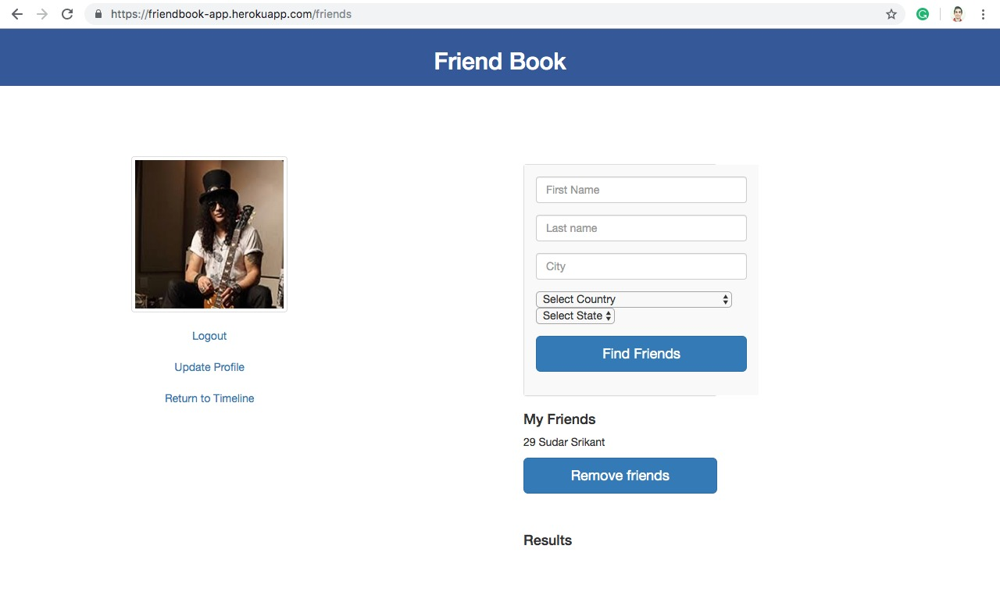 https://friendbook-app.herokuapp.com/friends
Friend Book
Logout
Update Profile
Return to Timeline
First Name
Last name
City
Select Country
Select State
Find Friends
My Friends
29 Sudar Srikant
Remove friends
Results